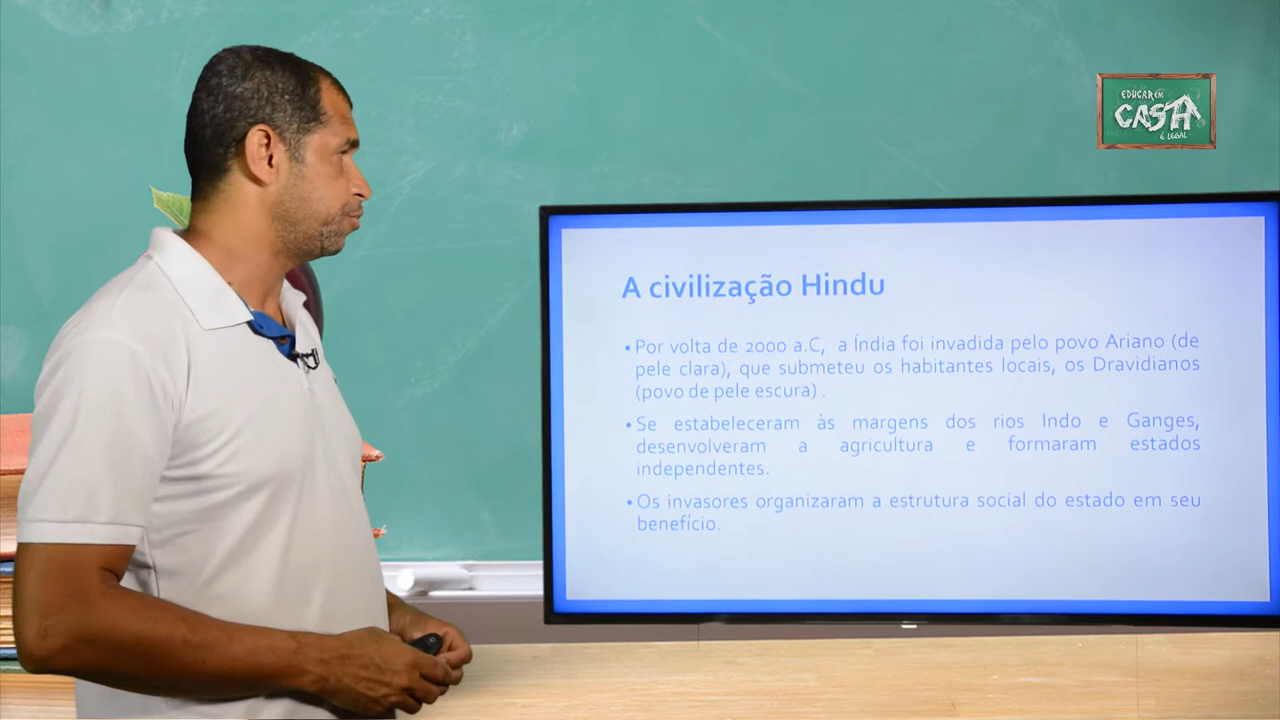 EDUCAR EM
CASA
É LEGAL
A civilização Hindu
•Por volta de 2000 a.C, a Índia foi invadida pelo povo Ariano (de
pele clara), que submeteu os habitantes locais, os Dravidianos
(povo de pele escura) .
•Se estabeleceram às margens dos rios Indo e Ganges,
desenvolveram a agricultura e formaram estados
independentes.
•Os invasores organizaram a estrutura social do estado em seu
benefício.